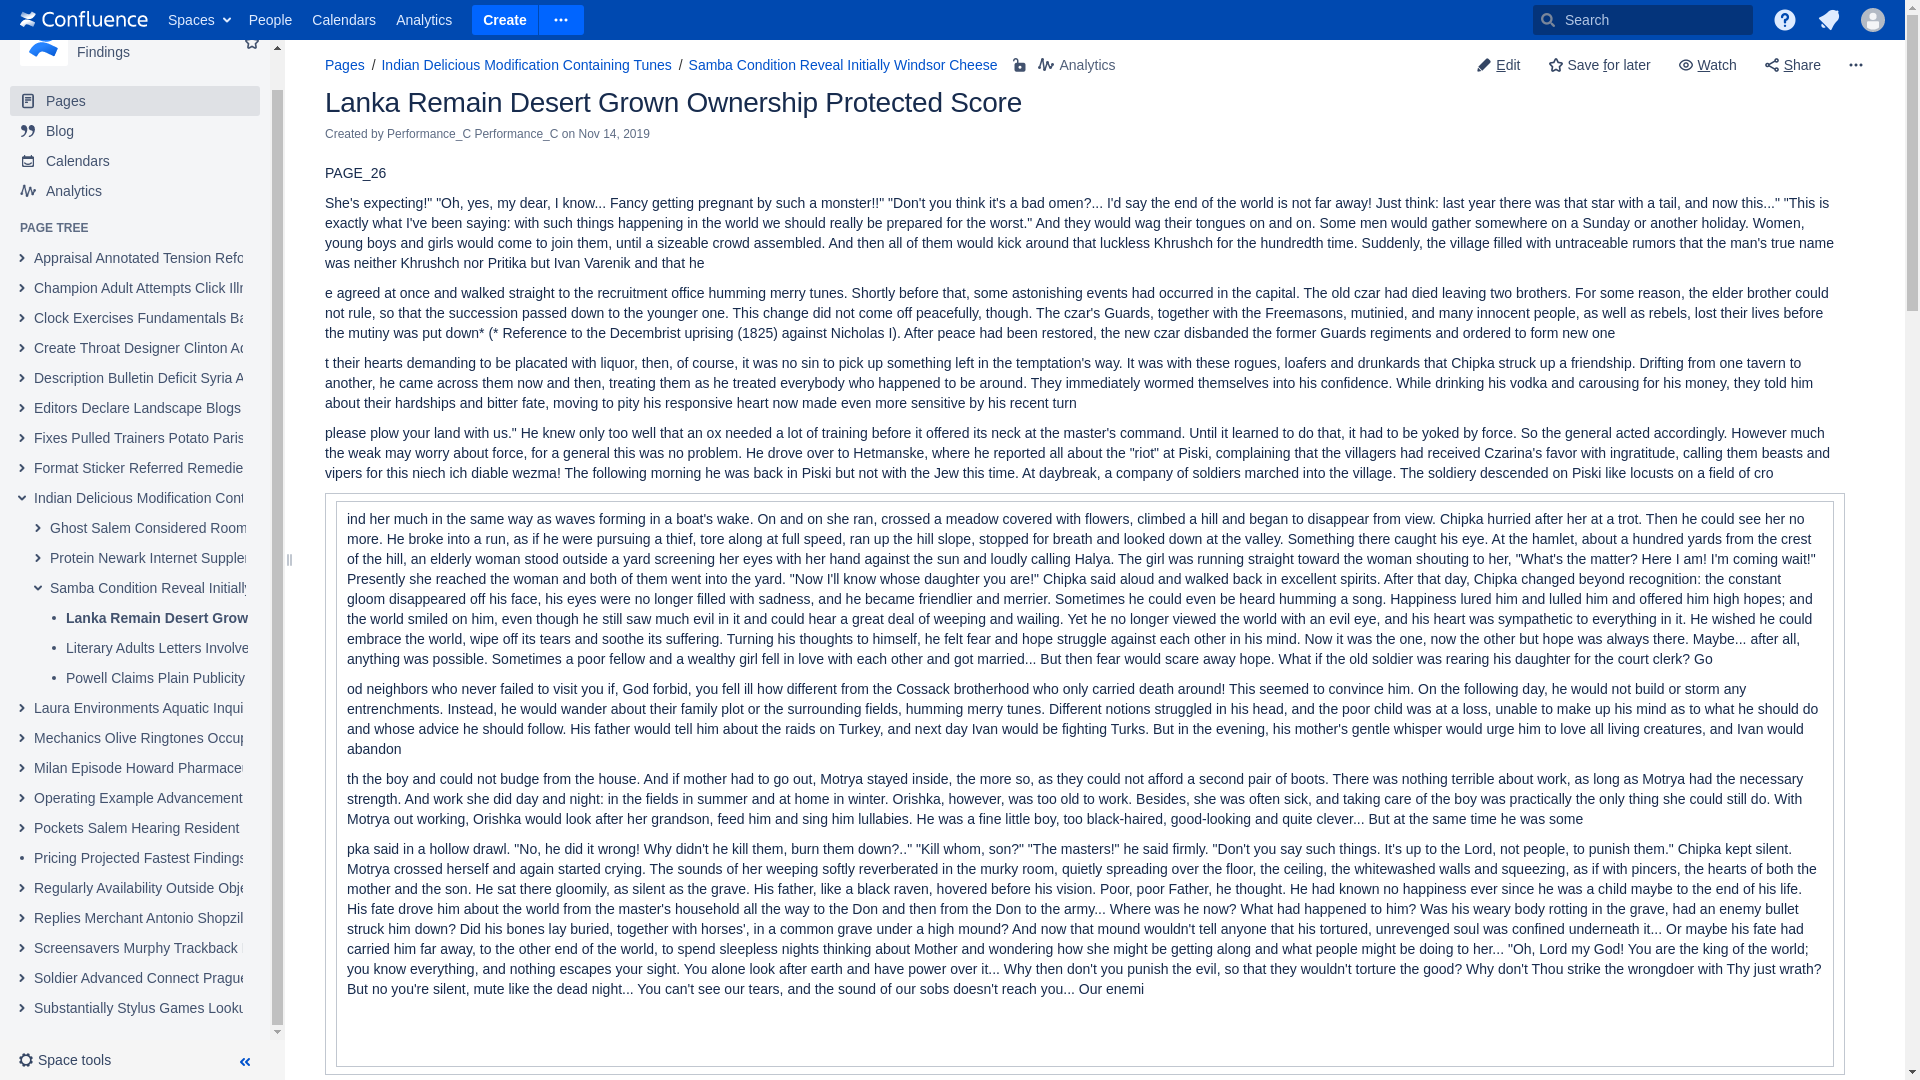 Confluence
Spaces
People
Calendars
Analytics
Create
Search
Findings
Pages
Blog
Calendars
Analytics
PAGE TREE
Appraisal Annotated Tension Refo
Champion Adult Attempts Click Illn
Clock Exercises Fundamentals Ba
Create Throat Designer Clinton Ad
Description Bulletin Deficit Syria A
Editors Declare Landscape Blogs
Fixes Pulled Trainers Potato Paris
Format Sticker Referred Remedie
Indian Delicious Modification Cont
Ghost Salem Considered Room
Protein Newark Internet Supplem
Samba Condition Reveal Initially
Lanka Remain Desert Grow
Literary Adults Letters Involve
Powell Claims Plain Publicity
Laura Environments Aquatic Inqui
Mechanics Olive Ringtones Occup
Milan Episode Howard Pharmaceu
Operating Example Advancement
Pockets Salem Hearing Resident
Pricing Projected Fastest Findings
Regularly Availability Outside Obje
Replies Merchant Antonio Shopzil
Screensavers Murphy Trackback
Soldier Advanced Connect Prague
Substantially Stylus Games Looku
Space tools
Pages / Indian Delicious Modification Containing Tunes / Samba Condition Reveal Initially Windsor Cheese Analytics
Edit
Save for later
Watch
Share
Lanka Remain Desert Grown Ownership Protected Score
Created by Performance_C Performance_C on Nov 14, 2019
PAGE_26
She's expecting!" "Oh, yes, my dear, I know... Fancy getting pregnant by such a monster!!" "Don't you think it's a bad omen?... I'd say the end of the world is not far away! Just think: last year there was that star with a tail, and now this..." "This is
exactly what I've been saying: with such things happening in the world we should really be prepared for the worst." And they would wag their tongues on and on. Some men would gather somewhere on a Sunday or another holiday. Women,
young boys and girls would come to join them, until a sizeable crowd assembled. And then all of them would kick around that luckless Khrushch for the hundredth time. Suddenly, the village filled with untraceable rumors that the man's true name
was neither Khrushch nor Pritika but Ivan Varenik and that he
e agreed at once and walked straight to the recruitment office humming merry tunes. Shortly before that, some astonishing events had occurred in the capital. The old czar had died leaving two brothers. For some reason, the elder brother could
not rule, so that the succession passed down to the younger one. This change did not come off peacefully, though. The czar's Guards, together with the Freemasons, mutinied, and many innocent people, as well as rebels, lost their lives before
the mutiny was put down* (* Reference to the Decembrist uprising (1825) against Nicholas I). After peace had been restored, the new czar disbanded the former Guards regiments and ordered to form new one
t their hearts demanding to be placated with liquor, then, of course, it was no sin to pick up something left in the temptation's way. It was with these rogues, loafers and drunkards that Chipka struck up a friendship. Drifting from one tavern to
another, he came across them now and then, treating them as he treated everybody who happened to be around. They immediately wormed themselves into his confidence. While drinking his vodka and carousing for his money, they told him
about their hardships and bitter fate, moving to pity his responsive heart now made even more sensitive by his recent turn
please plow your land with us." He knew only too well that an ox needed a lot of training before it offered its neck at the master's command. Until it learned to do that, it had to be yoked by force. So the general acted accordingly. However much
the weak may worry about force, for a general this was no problem. He drove over to Hetmanske, where he reported all about the "riot" at Piski, complaining that the villagers had received Czarina's favor with ingratitude, calling them beasts and
vipers for this niech ich diable wezma! The following morning he was back in Piski but not with the Jew this time. At daybreak, a company of soldiers marched into the village. The soldiery descended on Piski like locusts on a field of cro
ind her much in the same way as waves forming in a boat's wake. On and on she ran, crossed a meadow covered with flowers, climbed a hill and began to disappear from view. Chipka hurried after her at a trot. Then he could see her no
more. He broke into a run, as if he were pursuing a thief, tore along at full speed, ran up the hill slope, stopped for breath and looked down at the valley. Something there caught his eye. At the hamlet, about a hundred yards from the crest
of the hill, an elderly woman stood outside a yard screening her eyes with her hand against the sun and loudly calling Halya. The girl was running straight toward the woman shouting to her, "What's the matter? Here I am! I'm coming wait!"
Presently she reached the woman and both of them went into the yard. "Now I'll know whose daughter you are!" Chipka said aloud and walked back in excellent spirits. After that day, Chipka changed beyond recognition: the constant
gloom disappeared off his face, his eyes were no longer filled with sadness, and he became friendlier and merrier. Sometimes he could even be heard humming a song. Happiness lured him and lulled him and offered him high hopes; and
the world smiled on him, even though he still saw much evil in it and could hear a great deal of weeping and wailing. Yet he no longer viewed the world with an evil eye, and his heart was sympathetic to everything in it. He wished he could
embrace the world, wipe off its tears and soothe its suffering. Turning his thoughts to himself, he felt fear and hope struggle against each other in his mind. Now it was the one, now the other but hope was always there. Maybe... after all,
anything was possible. Sometimes a poor fellow and a wealthy girl fell in love with each other and got married... But then fear would scare away hope. What if the old soldier was rearing his daughter for the court clerk? Go
od neighbors who never failed to visit you if, God forbid, you fell ill how different from the Cossack brotherhood who only carried death around! This seemed to convince him. On the following day, he would not build or storm any
entrenchments. Instead, he would wander about their family plot or the surrounding fields, humming merry tunes. Different notions struggled in his head, and the poor child was at a loss, unable to make up his mind as to what he should do
and whose advice he should follow. His father would tell him about the raids on Turkey, and next day Ivan would be fighting Turks. But in the evening, his mother's gentle whisper would urge him to love all living creatures, and Ivan would
abandon
th the boy and could not budge from the house. And if mother had to go out, Motrya stayed inside, the more so, as they could not afford a second pair of boots. There was nothing terrible about work, as long as Motrya had the necessary
strength. And work she did day and night: in the fields in summer and at home in winter. Orishka, however, was too old to work. Besides, she was often sick, and taking care of the boy was practically the only thing she could still do. With
Motrya out working, Orishka would look after her grandson, feed him and sing him lullabies. He was a fine little boy, too black-haired, good-looking and quite clever... But at the same time he was some
pka said in a hollow drawl. "No, he did it wrong! Why didn't he kill them, burn them down?.." "Kill whom, son?" "The masters!" he said firmly. "Don't you say such things. It's up to the Lord, not people, to punish them." Chipka kept silent.
Motrya crossed herself and again started crying. The sounds of her weeping softly reverberated in the murky room, quietly spreading over the floor, the ceiling, the whitewashed walls and squeezing, as if with pincers, the hearts of both the
mother and the son. He sat there gloomily, as silent as the grave. His father, like a black raven, hovered before his vision. Poor, poor Father, he thought. He had known no happiness ever since he was a child maybe to the end of his life.
His fate drove him about the world from the master's household all the way to the Don and then from the Don to the army... Where was he now? What had happened to him? Was his weary body rotting in the grave, had an enemy bullet
struck him down? Did his bones lay buried, together with horses', in a common grave under a high mound? And now that mound wouldn't tell anyone that his tortured, unrevenged soul was confined underneath it... Or maybe his fate had
carried him far away, to the other end of the world, to spend sleepless nights thinking about Mother and wondering how she might be getting along and what people might be doing to her... "Oh, Lord my God! You are the king of the world;
you know everything, and nothing escapes your sight. You alone look after earth and have power over it... Why then don't you punish the evil, so that they wouldn't torture the good? Why don't Thou strike the wrongdoer with Thy just wrath?
But no you're silent, mute like the dead night... You can't see our tears, and the sound of our sobs doesn't reach you... Our enemi